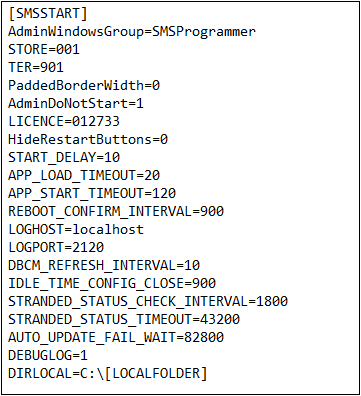 [SMSSTART]
AdminWindowsGroup=SMSProgrammer
STORE=001
TER=901
PaddedBorderWidth=0
AdminDoNotStart=1
LICENCE=012733
HideRestartButtons=0
START_DELAY=10
APP_LOAD_TIMEOUT=20
APP_START_TIMEOUT=120
REBOOT_CONFIRM_INTERVAL=900
LOGHOST=localhost
LOGPORT=2120
DBCM_REFRESH_INTERVAL=10
IDLE_TIME_CONFIG_CLOSE=900
STRANDED_STATUS_CHECK_INTERVAL=1800
STRANDED_STATUS_TIMEOUT=43200
AUTO_UPDATE_FAIL_WAIT=82800
DEBUGLOG=1
DIRLOCAL=C:\[LOCALFOLDER]